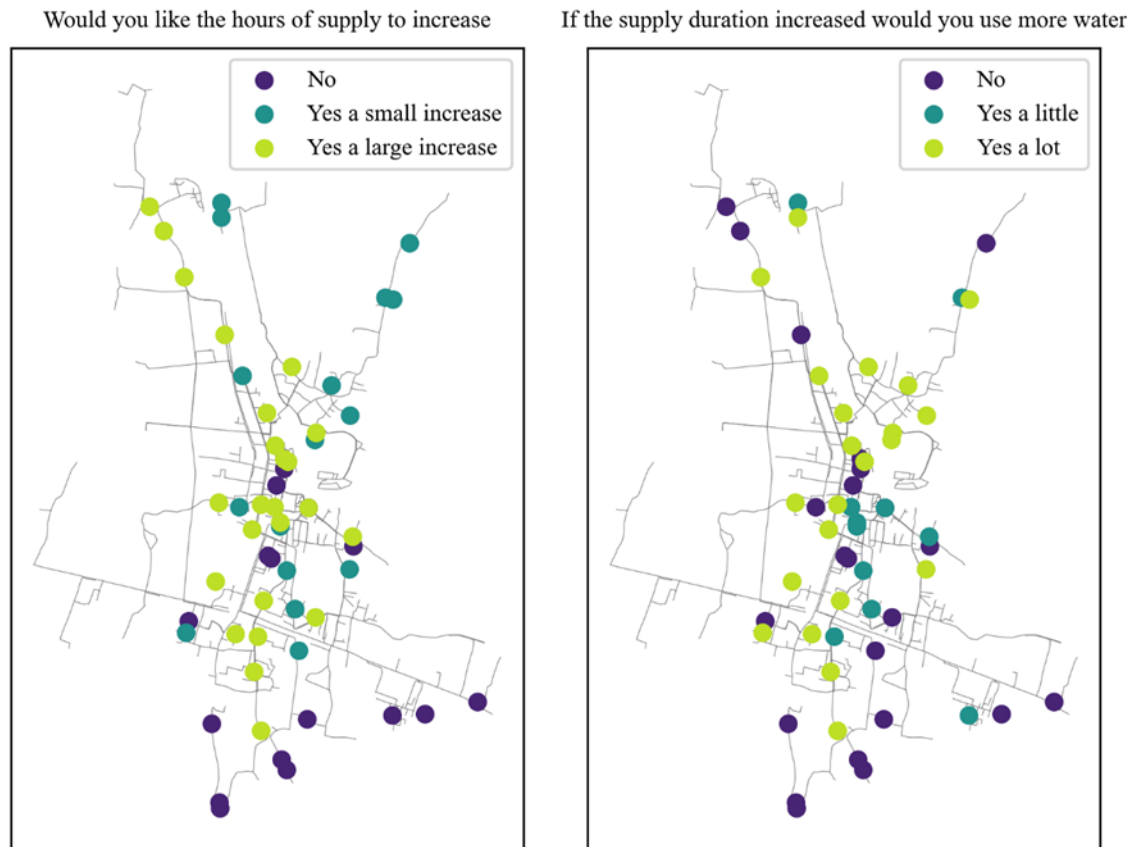 Would you like the hours of supply to increase
No
Yes a small increase
Yes a large increase
If the supply duration increased would you use more water
No
Yes a little
Yes a lot